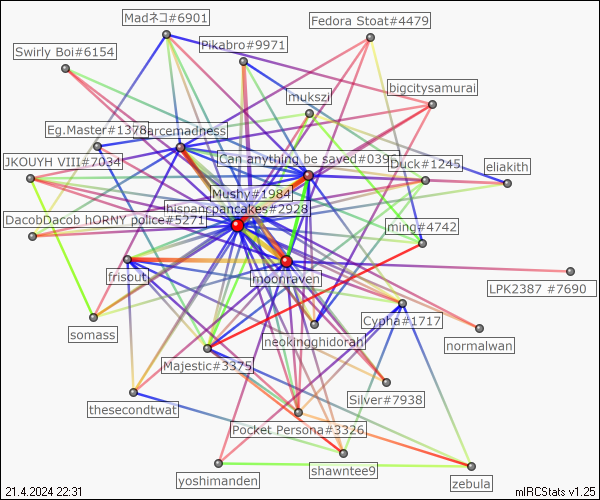 Madネコ#6901
Fedora Stoat#4479
Swirly Boi#6154
Pikabro#9971
bigcitysamurai
mukszi
Eg.Master#1378
arcemadness
JKOUYH VIII#7034
Can anything be saved#039
Duck#1245
eliakith
Mushy#1984
pancakes#2928
DacobDacob hORNY police#5271
ming#4742
frisout
moonraven
LPK2387 #7690
Cypha#1717
somass
neokingghidorah
normalwan
Majestic#3375
Silver#7938
thesecondtwat
Pocket Persona#3326
shawntee9
yoshimanden
zebula
21.4.2024 22:31
mIRCStats v1.25